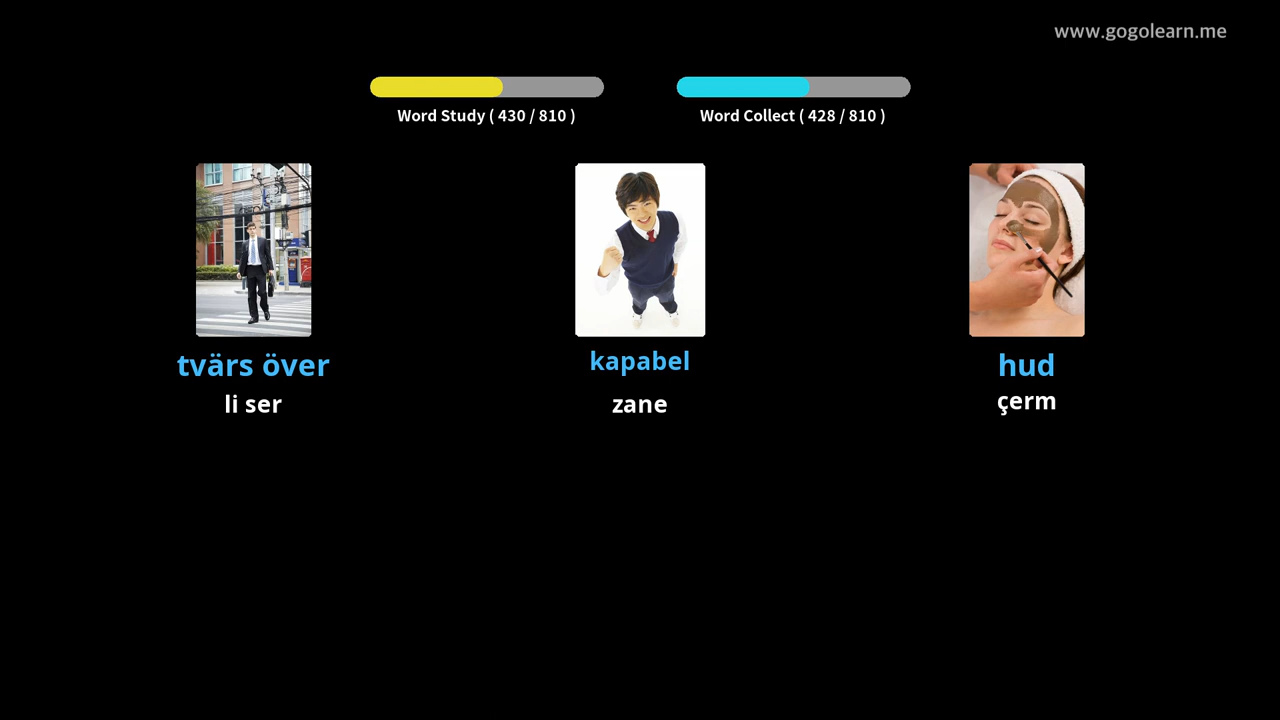 www.gogolearn.me
Word Study ( 430 / 810 )
Word Collect ( 428 / 810 )
tvärs över
li ser
kapabel
zane
hud
çerm